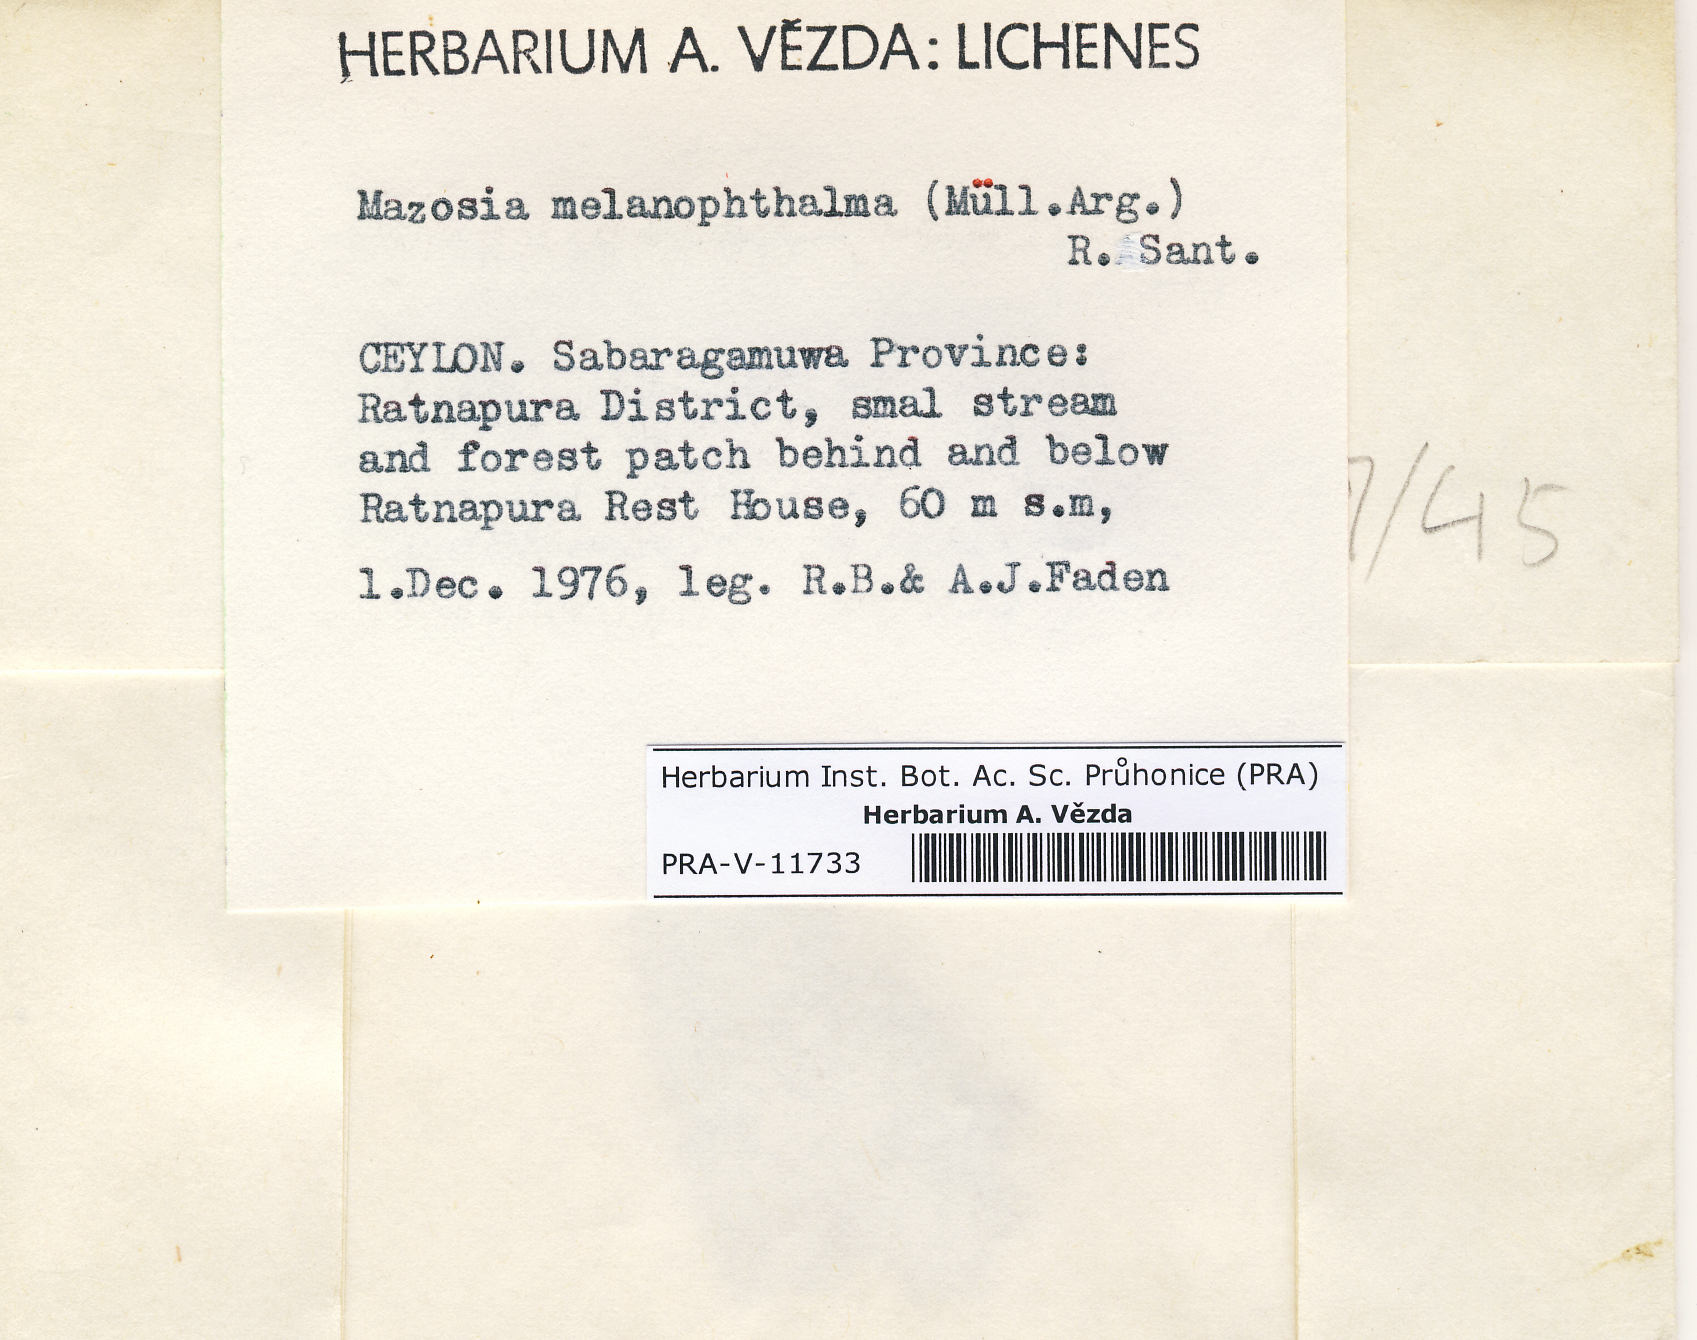 HERBARIUM A. VĚZDA: LICHENES
Mazosia melanophthalma (Müll.Arg.)
R. Sant.
CEYLON. Sabaragamuwa Province:
Ratnapura District, smal stream
and forest patch behind and below
Ratnapura Rest House, 60 m s.m,
1.Dec. 1976, leg. R.B.& A.J.Faden
7/45
Herbarium Inst. Bot. Ac. Sc. Průhonice (PRA)
Herbarium A. Vězda
PRA-V-11733